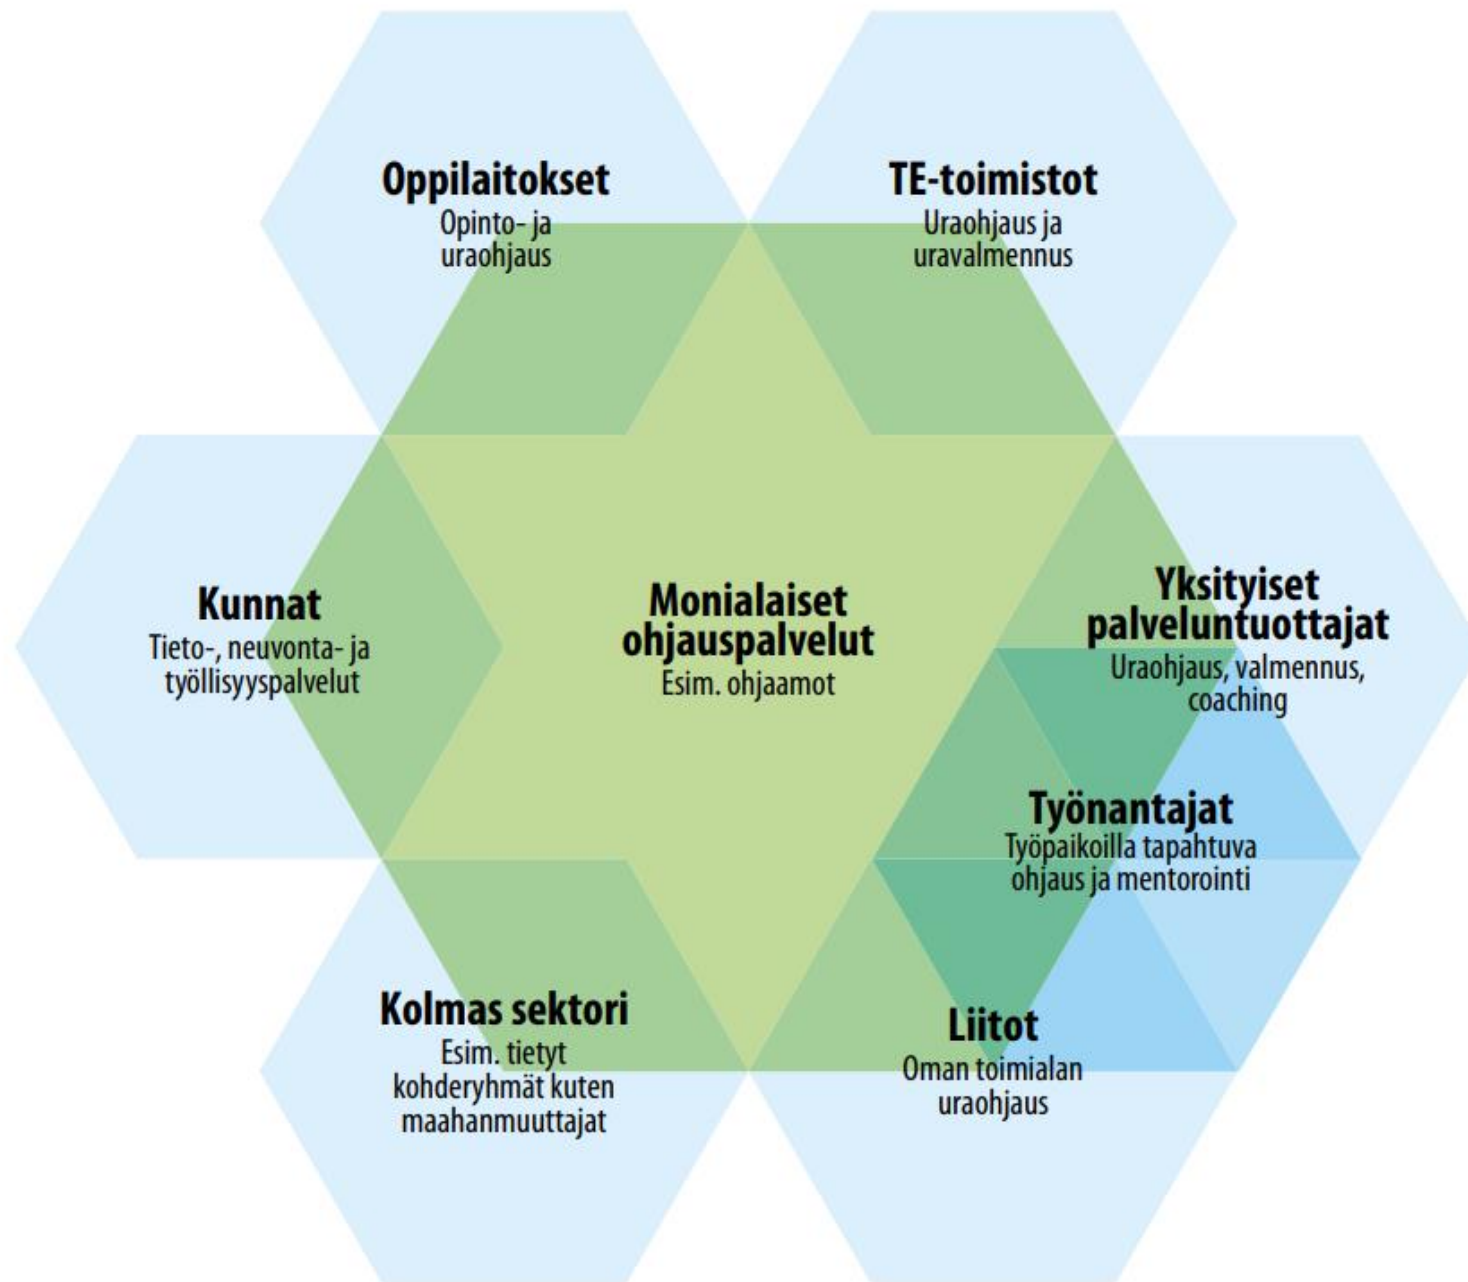 Oppilaitokset
Opinto- ja
uraohjaus
TE-toimistot
Uraohjaus ja
uravalmennus
Kunnat
Tieto-, neuvonta- ja
työllisyyspalvelut
Monialaiset
ohjauspalvelut
Esim. ohjaamot
Yksityiset
palveluntuottajat
Uraohjaus, valmennus,
coaching
Työnantajat
Työpaikoilla tapahtuva
ohjaus ja mentorointi
Kolmas sektori
Esim. tietyt
kohderyhmät kuten
maahanmuuttajat
Liitot
Oman toimialan
uraohjaus